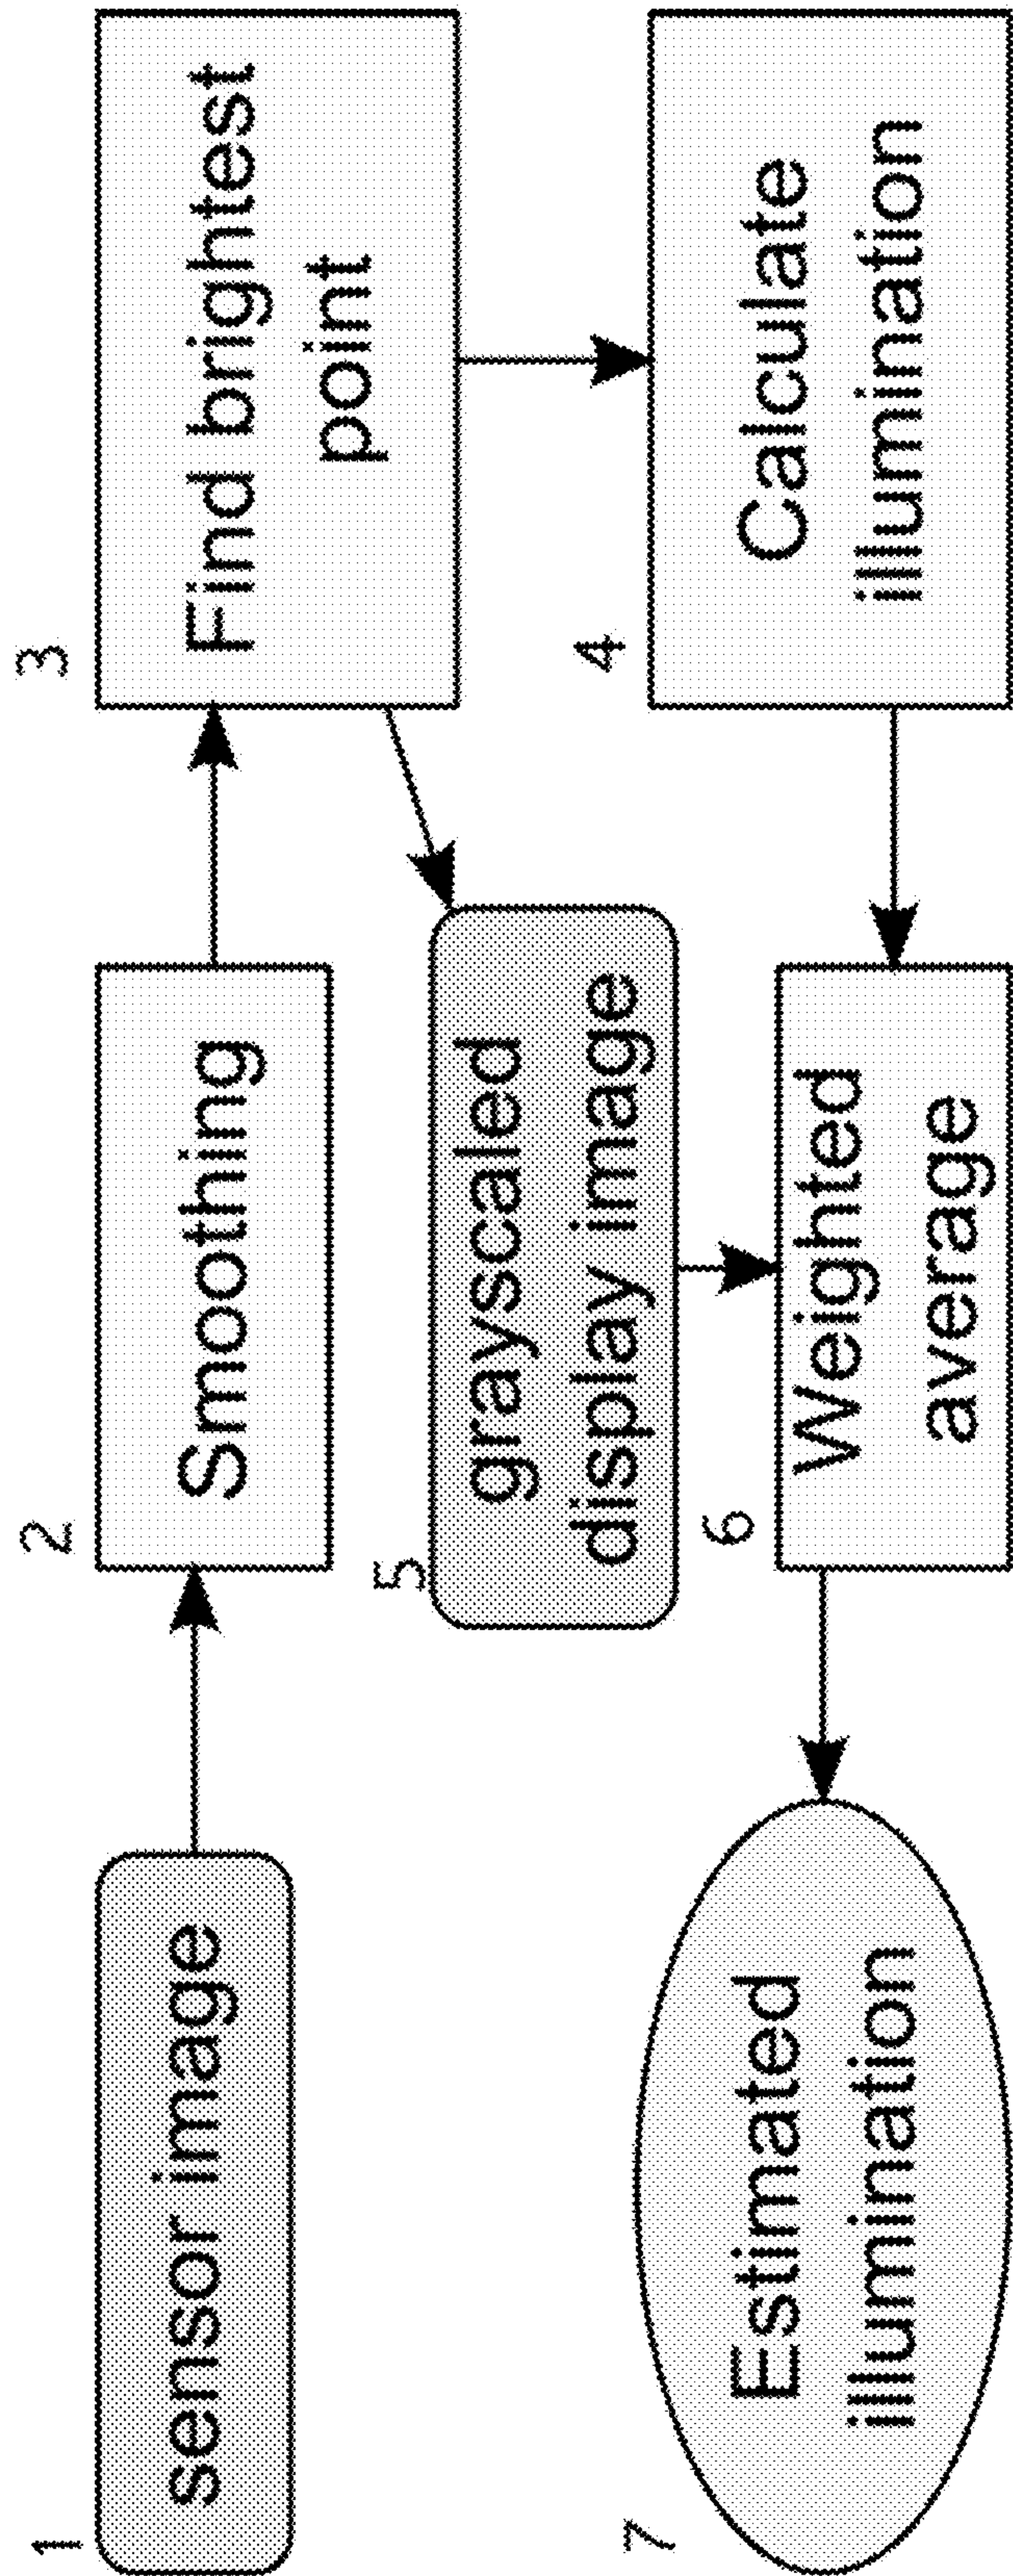 1
sensor image
2
Smoothing
3
Find brightest
point
4
Calculate
illumination
5
grayscaled
display image
6
Weighted
average
7
Estimated
illumination